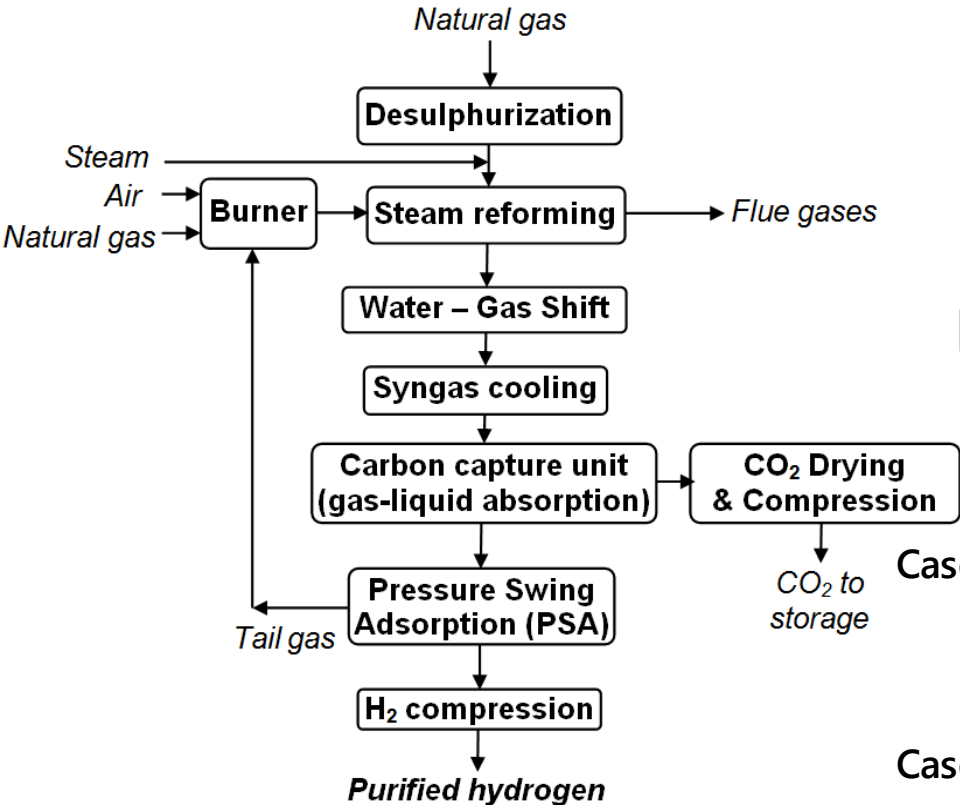 Natural gas
Desulphurization
Steam
Air
Natural gas
Burner
Steam reforming
Flue gases
Water – Gas Shift
Syngas cooling
Carbon capture unit
(gas-liquid absorption)
CO₂ Drying
& Compression
CO₂ to
storage
Pressure Swing
Adsorption (PSA)
Tail gas
H₂ compression
Purified hydrogen